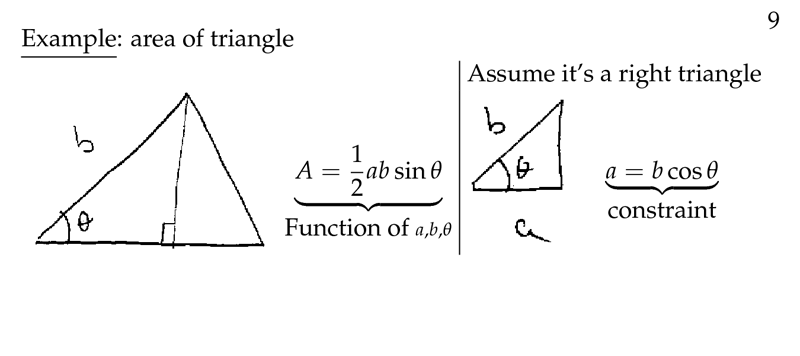 9
Example: area of triangle
b
θ
A = 1/2 ab sin θ
Function of a,b,θ
Assume it's a right triangle
b
θ
a
a = b cos θ
constraint